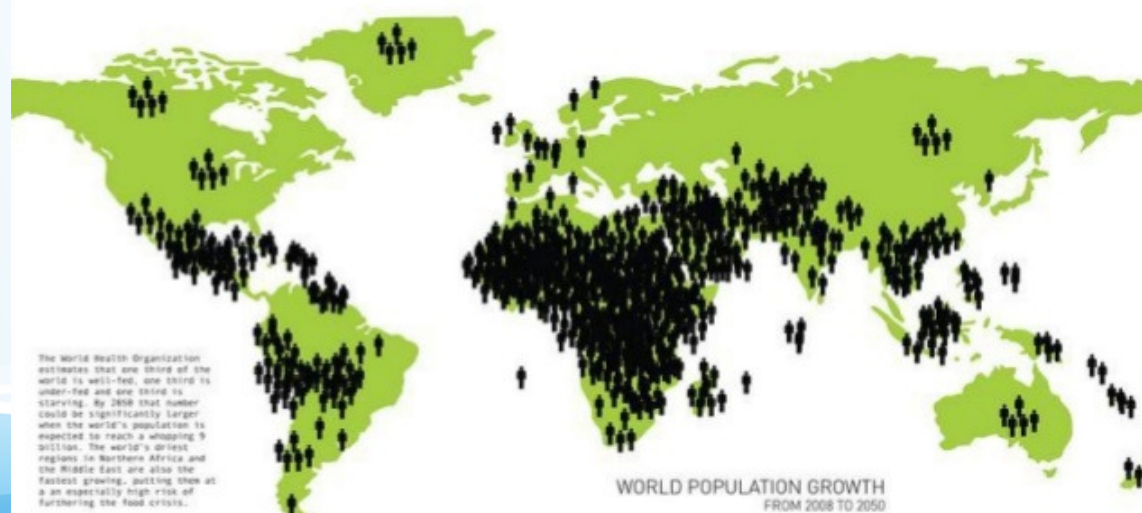 The World Health Organization
estimates that one third of the
world is well-fed, one third is
under-fed and one third is
starving. By 2050 that number
could be significantly larger
when the world's population is
expected to reach a whopping 9
billion. The world's driest
regions in Northern Africa and
the Middle East are also the
fastest growing, putting them at
a an especially high risk of
furthering the food crisis.
WORLD POPULATION GROWTH
FROM 2008 TO 2050